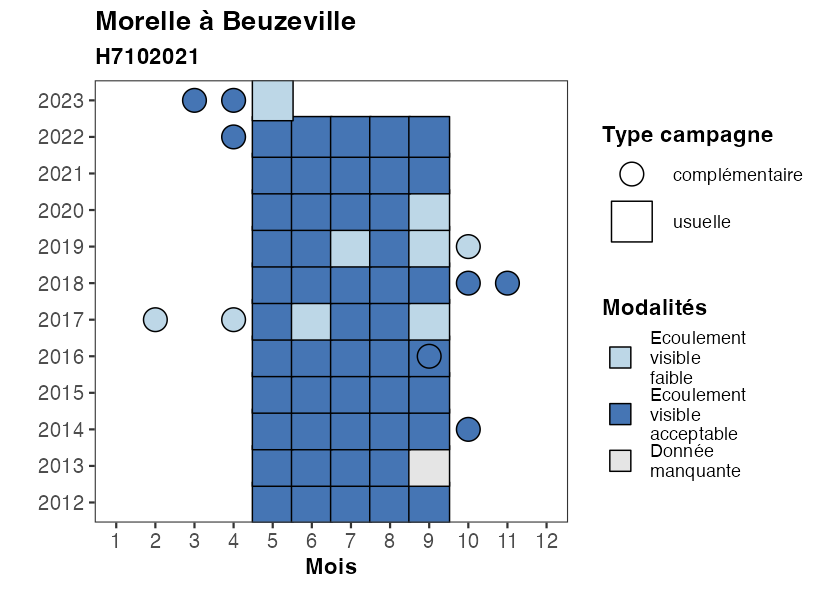 Morelle à Beuzeville
H7102021
2023
2022
2021
2020
2019
2018
2017
2016
2015
2014
2013
2012
1 2 3 4 5 6 7 8 9 10 11 12
Mois
Type campagne
complémentaire
usuelle
Modalités
Ecoulement
visible
faible
Ecoulement
visible
acceptable
Donnée
manquante